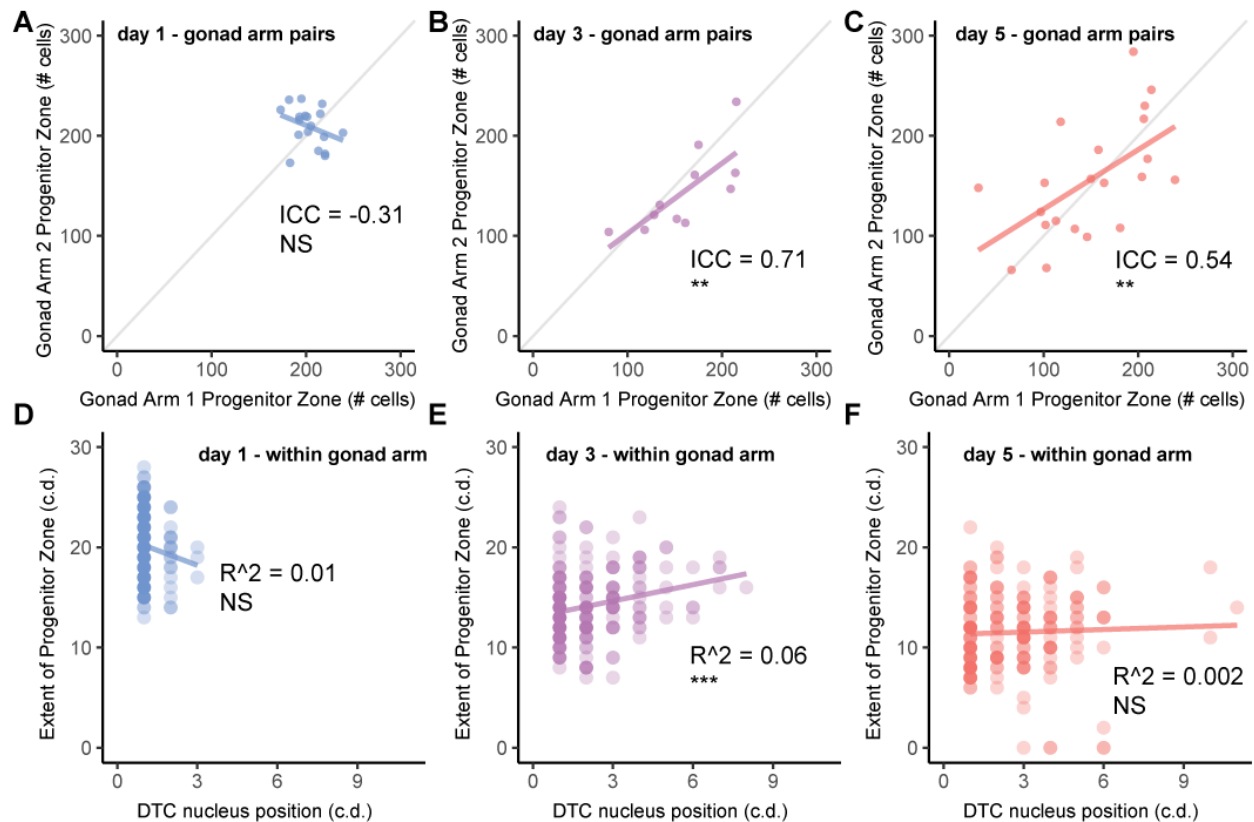 A
day 1 - gonad arm pairs
Gonad Arm 2 Progenitor Zone (# cells)
300
200
100
0
ICC = -0.31
NS
0 100 200 300
Gonad Arm 1 Progenitor Zone (# cells)
B
day 3 - gonad arm pairs
Gonad Arm 2 Progenitor Zone (# cells)
300
200
100
0
ICC = 0.71
**
0 100 200 300
Gonad Arm 1 Progenitor Zone (# cells)
C
day 5 - gonad arm pairs
Gonad Arm 2 Progenitor Zone (# cells)
300
200
100
0
ICC = 0.54
**
0 100 200 300
Gonad Arm 1 Progenitor Zone (# cells)
D
day 1 - within gonad arm
Extent of Progenitor Zone (c.d.)
30
20
10
0
R^2 = 0.01
NS
0 3 6 9
DTC nucleus position (c.d.)
E
day 3 - within gonad arm
Extent of Progenitor Zone (c.d.)
30
20
10
0
R^2 = 0.06
***
0 3 6 9
DTC nucleus position (c.d.)
F
day 5 - within gonad arm
Extent of Progenitor Zone (c.d.)
30
20
10
0
R^2 = 0.002
NS
0 3 6 9
DTC nucleus position (c.d.)